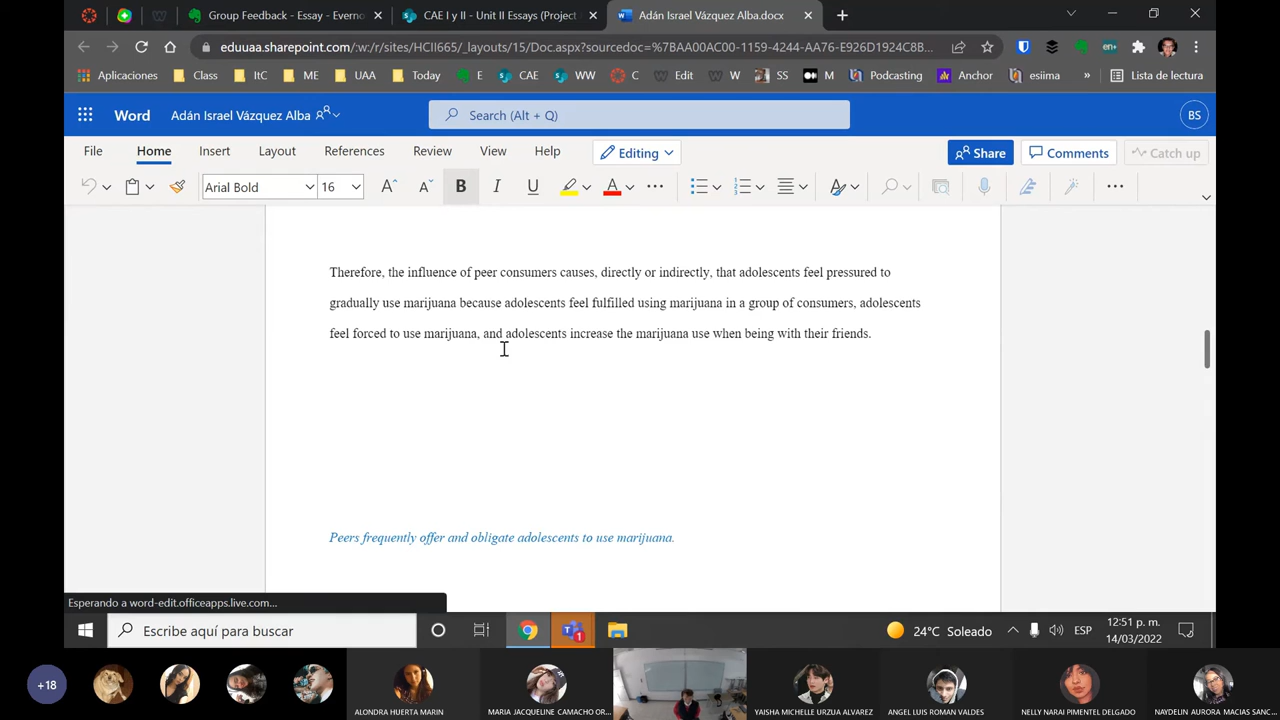 Group Feedback - Essay - Everno
CAE I y II - Unit II Essays (Project
Adán Israel Vázquez Alba.docx
eduuaa.sharepoint.com/:w:/r/sites/HCII665/_layouts/15/Doc.aspx?sourcedoc=%7BAA00AC00-1159-4244-AA76-E926D1924C8B...
Aplicaciones
Class
ItC
ME
UAA
Today
E
CAE
WW
C
Edit
W
SS
M
Podcasting
Anchor
esiima
»
Lista de lectura
Word
Adán Israel Vázquez Alba
Search (Alt + Q)
BS
File
Home
Insert
Layout
References
Review
View
Help
Editing
Share
Comments
Catch up
Arial Bold
16
Therefore, the influence of peer consumers causes, directly or indirectly, that adolescents feel pressured to
gradually use marijuana because adolescents feel fulfilled using marijuana in a group of consumers, adolescents
feel forced to use marijuana, and adolescents increase the marijuana use when being with their friends.
Peers frequently offer and obligate adolescents to use marijuana.
Esperando a word-edit.officeapps.live.com...
Escribe aquí para buscar
24°C Soleado
ESP
12:51 p. m.
14/03/2022
+18
ALONDRA HUERTA MARIN
MARIA JACQUELINE CAMACHO OR...
YAISHA MICHELLE URZUA ALVAREZ
ANGEL LUIS ROMAN VALDES
NELLY NARAI PIMENTEL DELGADO
NAYDELIN AURORA MACIAS SANC...